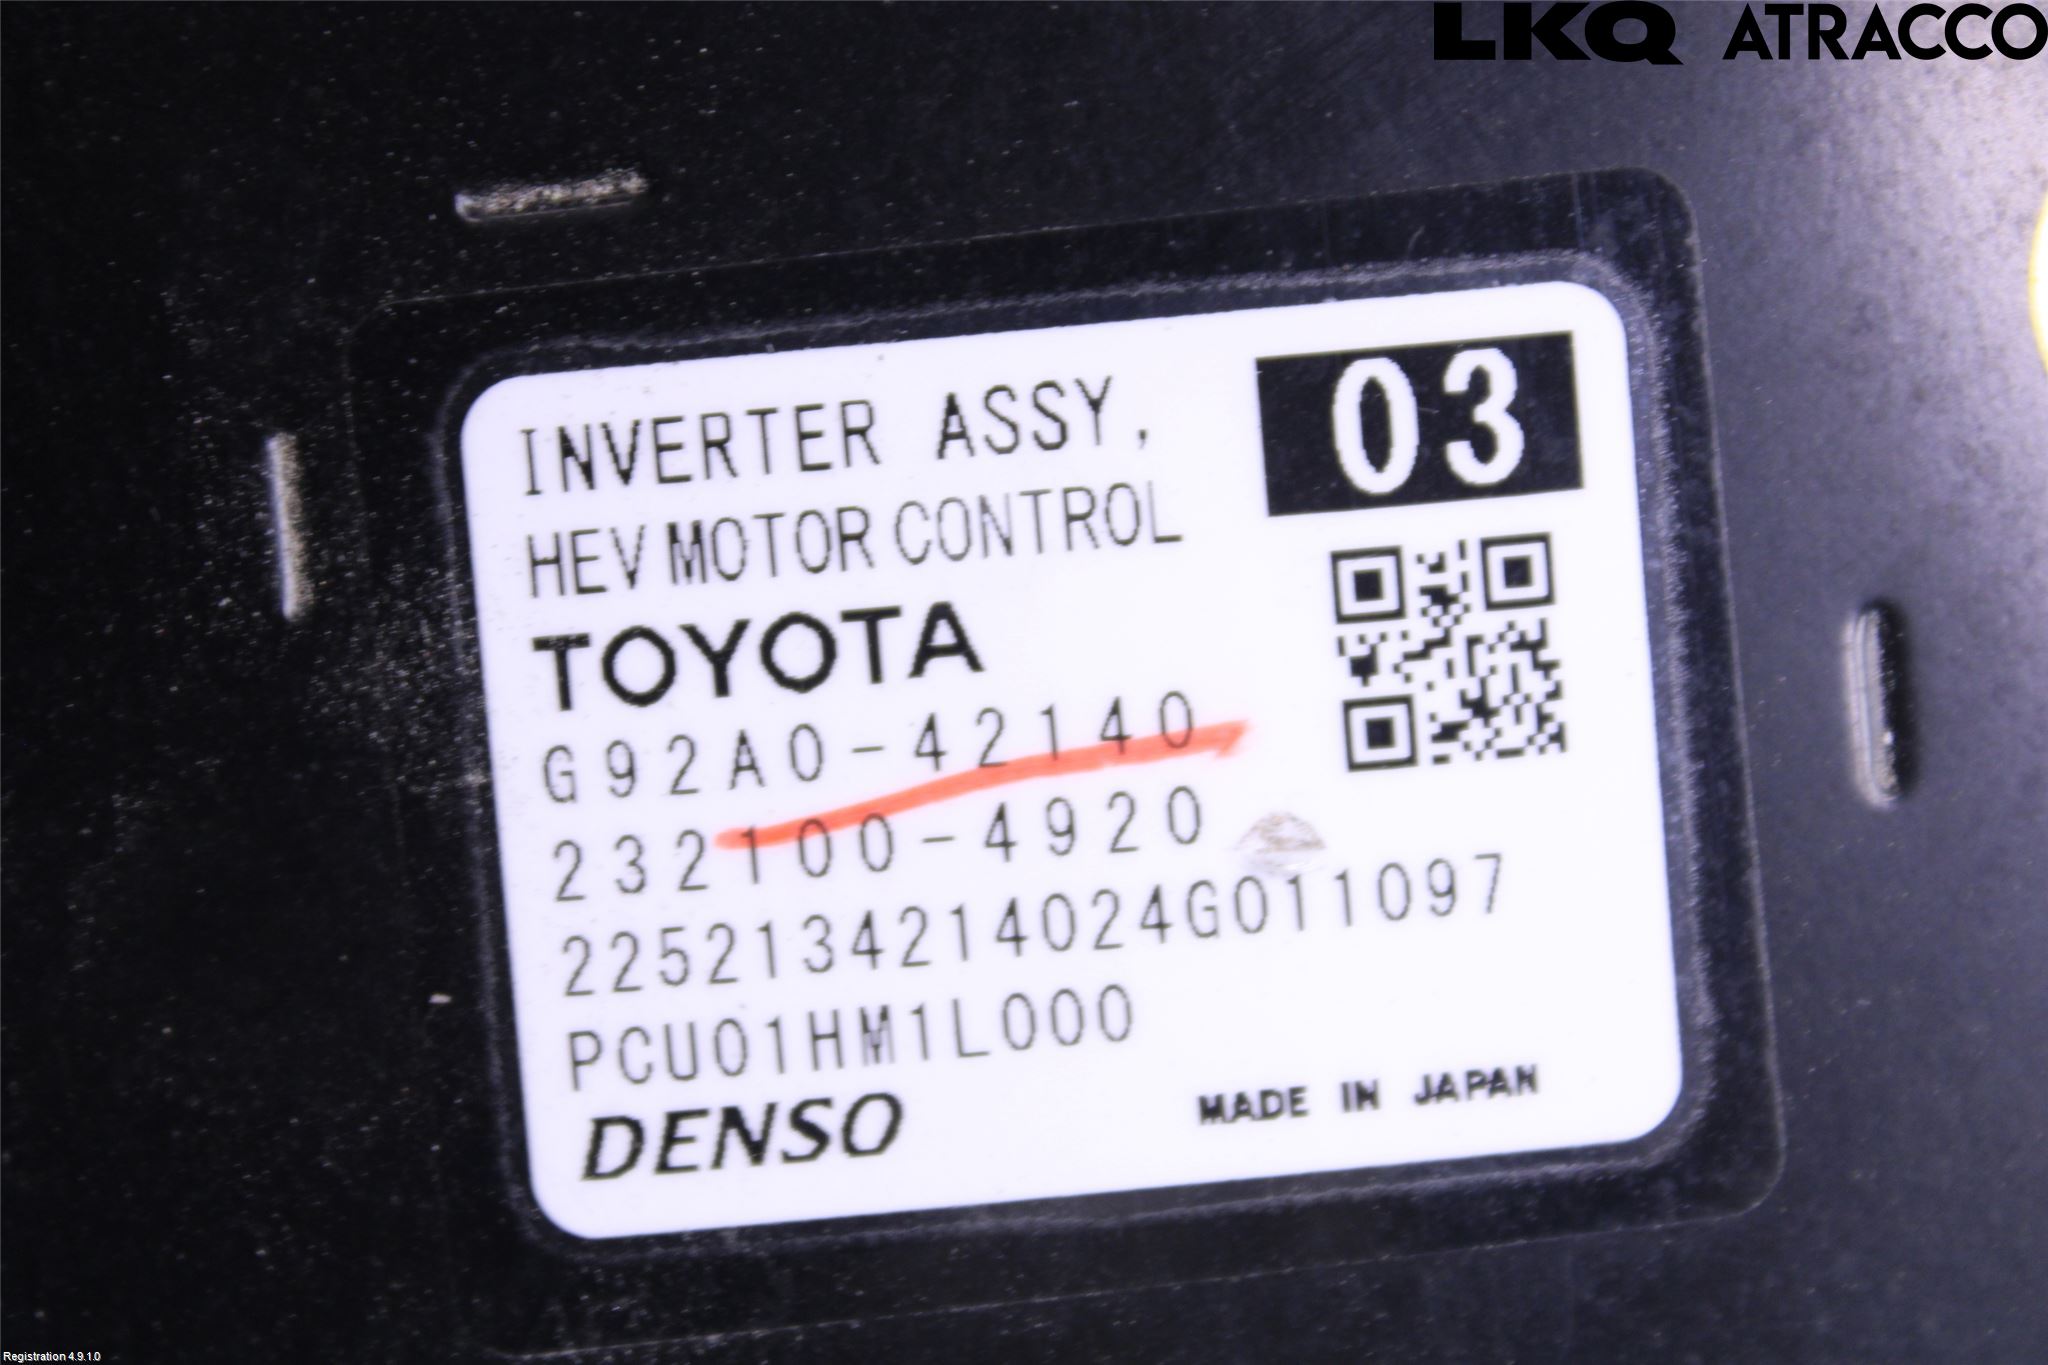 LKQ ATRACCO
INVERTER ASSY,
03
HEV MOTOR CONTROL
TOYOTA
G92A0-42140
232100-4920
2252134214024G011097
PCU01HM1L000
DENSO
MADE IN JAPAN
Registration 4.9.1.0